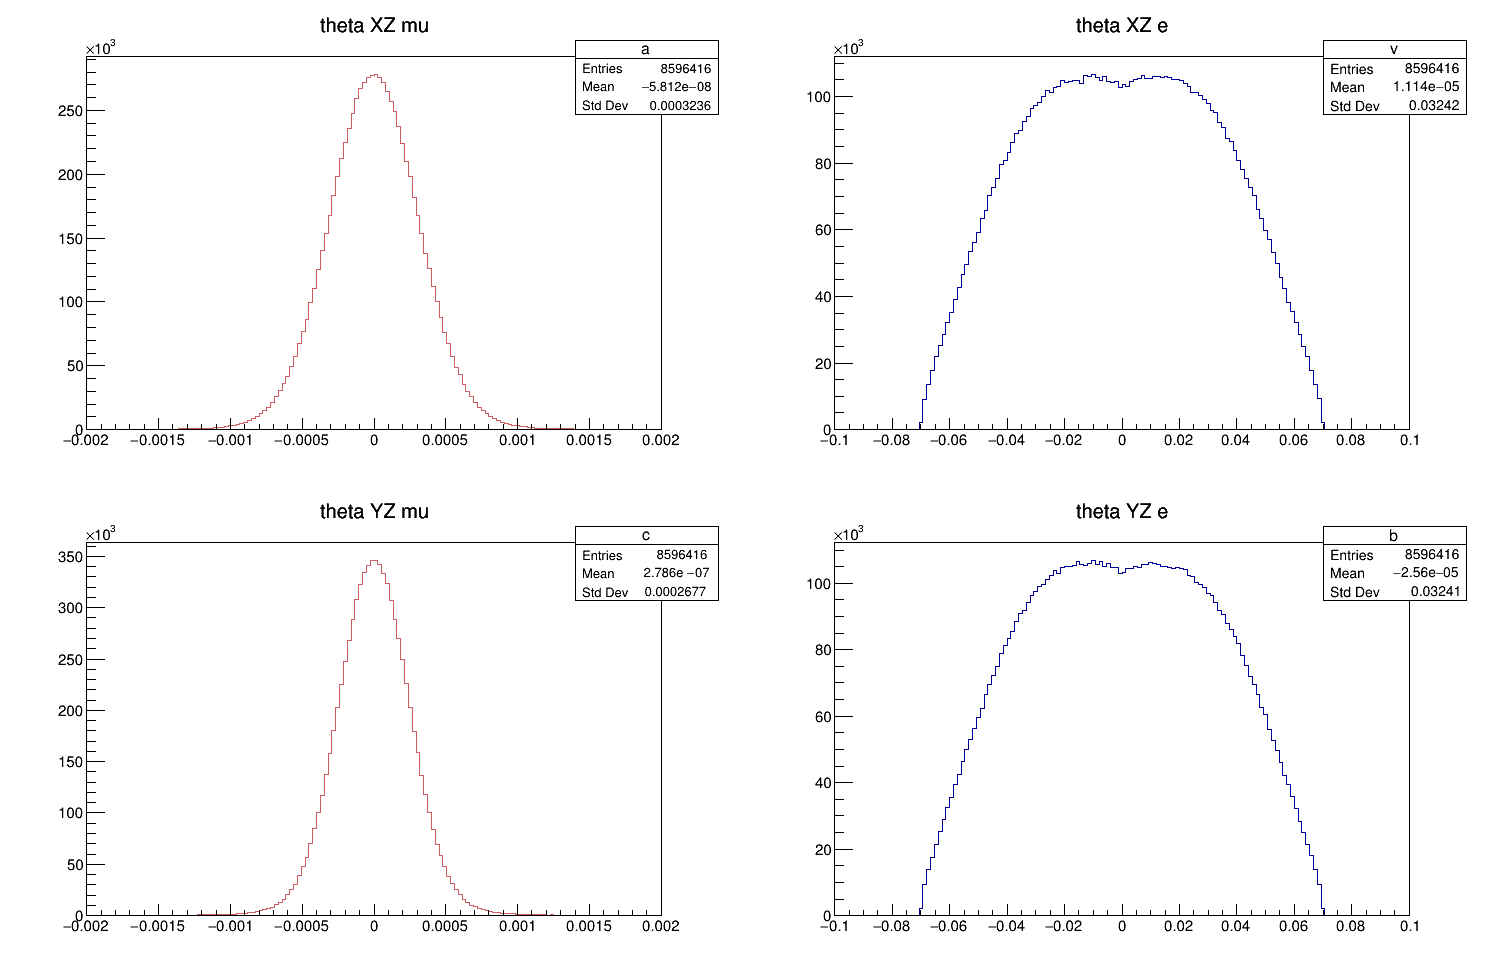 theta XZ mu
×10³
a
Entries 8596416
Mean −5.812e−08
Std Dev 0.0003236
250
200
150
100
50
0
−0.002 −0.0015 −0.001 −0.0005 0 0.0005 0.001 0.0015 0.002
theta XZ e
×10³
v
Entries 8596416
Mean 1.114e−05
Std Dev 0.03242
100
80
60
40
20
0
−0.1 −0.08 −0.06 −0.04 −0.02 0 0.02 0.04 0.06 0.08 0.1
theta YZ mu
×10³
c
Entries 8596416
Mean 2.786e−07
Std Dev 0.0002677
350
300
250
200
150
100
50
0
−0.002 −0.0015 −0.001 −0.0005 0 0.0005 0.001 0.0015 0.002
theta YZ e
×10³
b
Entries 8596416
Mean −2.56e−05
Std Dev 0.03241
100
80
60
40
20
0
−0.1 −0.08 −0.06 −0.04 −0.02 0 0.02 0.04 0.06 0.08 0.1